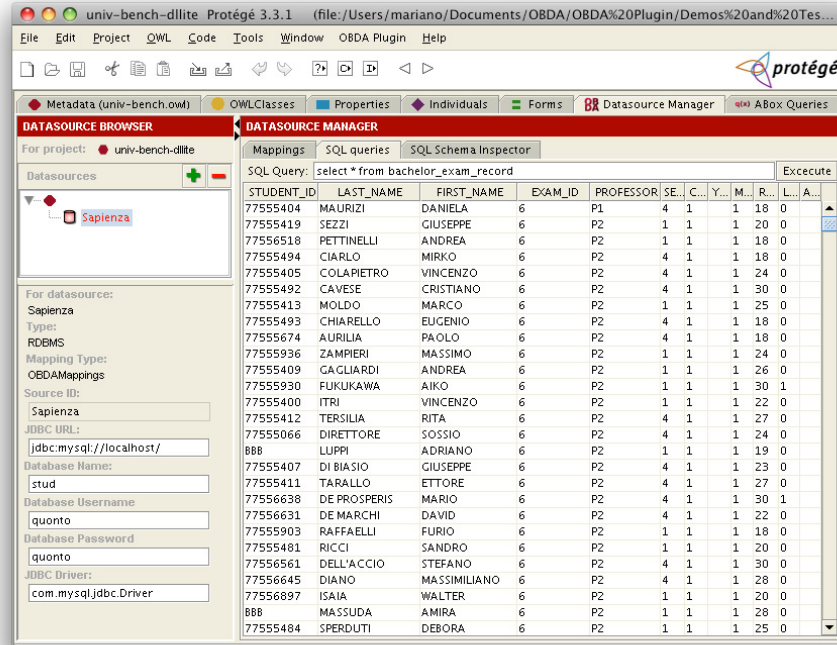 univ-bench-dllite Protégé 3.3.1 (file:/Users/mariano/Documents/OBDA/OBDA%20Plugin/Demos%20and%20Tes...
File Edit Project OWL Code Tools Window OBDA Plugin Help
protégé
Metadata (univ-bench.owl) OWLClasses Properties Individuals Forms Datasource Manager ABox Queries
DATASOURCE BROWSER
For project: univ-bench-dllite
Datasources
Sapienza
For datasource:
Sapienza
Type:
RDBMS
Mapping Type:
OBDAMappings
Source ID:
Sapienza
JDBC URL:
jdbc:mysql://localhost/
Database Name:
stud
Database Username
quonto
Database Password
quonto
JDBC Driver:
com.mysql.jdbc.Driver
DATASOURCE MANAGER
Mappings SQL queries SQL Schema Inspector
SQL Query: select * from bachelor_exam_record Excecute
STUDENT_ID LAST_NAME FIRST_NAME EXAM_ID PROFESSOR SE... C... Y... M... R... L... A...
77555404 MAURIZI DANIELA 6 P1 4 1 1 18 0
77555419 SEZZI GIUSEPPE 6 P2 1 1 1 20 0
77556518 PETTINELLI ANDREA 6 P2 1 1 1 18 0
77555494 CIARLO MIRKO 6 P2 4 1 1 18 0
77555405 COLAPIETRO VINCENZO 6 P2 4 1 1 24 0
77555492 CAVESE CRISTIANO 6 P2 4 1 1 30 0
77555413 MOLDO MARCO 6 P2 1 1 1 25 0
77555493 CHIARELLO EUGENIO 6 P2 4 1 1 18 0
77555674 AURILIA PAOLO 6 P2 4 1 1 18 0
77555936 ZAMPIERI MASSIMO 6 P2 1 1 1 24 0
77555409 GAGLIARDI ANDREA 6 P2 1 1 1 26 0
77555930 FUKUKAWA AIKO 6 P2 1 1 1 30 1
77555400 ITRI VINCENZO 6 P2 1 1 1 22 0
77555412 TERSILIA RITA 6 P2 4 1 1 27 0
77555066 DIRETTORE SOSSIO 6 P2 4 1 1 24 0
BBB LUPPI ADRIANO 6 P2 1 1 1 19 0
77555407 DI BIASIO GIUSEPPE 6 P2 4 1 1 23 0
77555411 TARALLO ETTORE 6 P2 4 1 1 27 0
77556638 DE PROSPERIS MARIO 6 P2 4 1 1 30 1
77556631 DE MARCHI DAVID 6 P2 4 1 1 22 0
77555903 RAFFAELLI FURIO 6 P2 1 1 1 18 0
77555481 RICCI SANDRO 6 P2 1 1 1 20 0
77556561 DELL'ACCIO STEFANO 6 P2 4 1 1 30 0
77556645 DIANO MASSIMILIANO 6 P2 4 1 1 28 0
77556897 ISAIA WALTER 6 P2 1 1 1 20 0
BBB MASSUDA AMIRA 6 P2 1 1 1 28 0
77555484 SPERDUTI DEBORA 6 P2 1 1 1 25 0